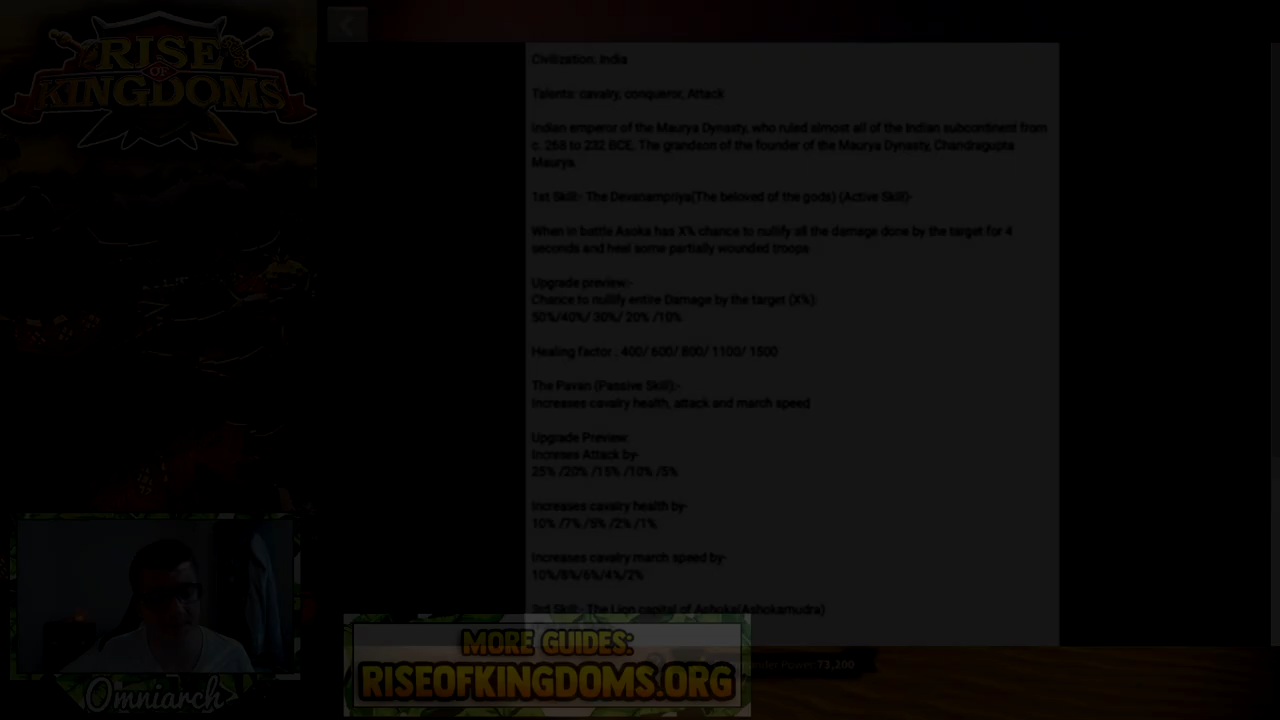 RISE
OF
KINGDOMS
Civilization: India
Talents: cavalry, conqueror, Attack
Indian emperor of the Maurya Dynasty, who ruled almost all of the Indian subcontinent from
c. 268 to 232 BCE. The grandson of the founder of the Maurya Dynasty, Chandragupta
Maurya.
1st Skill:- The Devanampriya(The beloved of the gods) (Active Skill)-
When in battle Asoka has X% chance to nullify all the damage done by the target for 4
seconds and heal some partially wounded troops
Upgrade preview:-
Chance to nullify entire Damage by the target (X%):
50%/40%/ 30%/ 20% /10%
Healing factor : 400/ 600/ 800/ 1100/ 1500
The Pavan (Passive Skill):-
Increases cavalry health, attack and march speed
Upgrade Preview:
Increses Attack by-
25% /20% /15% /10% /5%
Increases cavalry health by-
10% /7% /5% /2% /1%
Increases cavalry march speed by-
10%/8%/6%/4%/2%
3rd Skill:- The Lion capital of Ashoka(Ashokamudra)
Power:73,200
MORE GUIDES:
RISEOFKINGDOMS.ORG
Omniarch